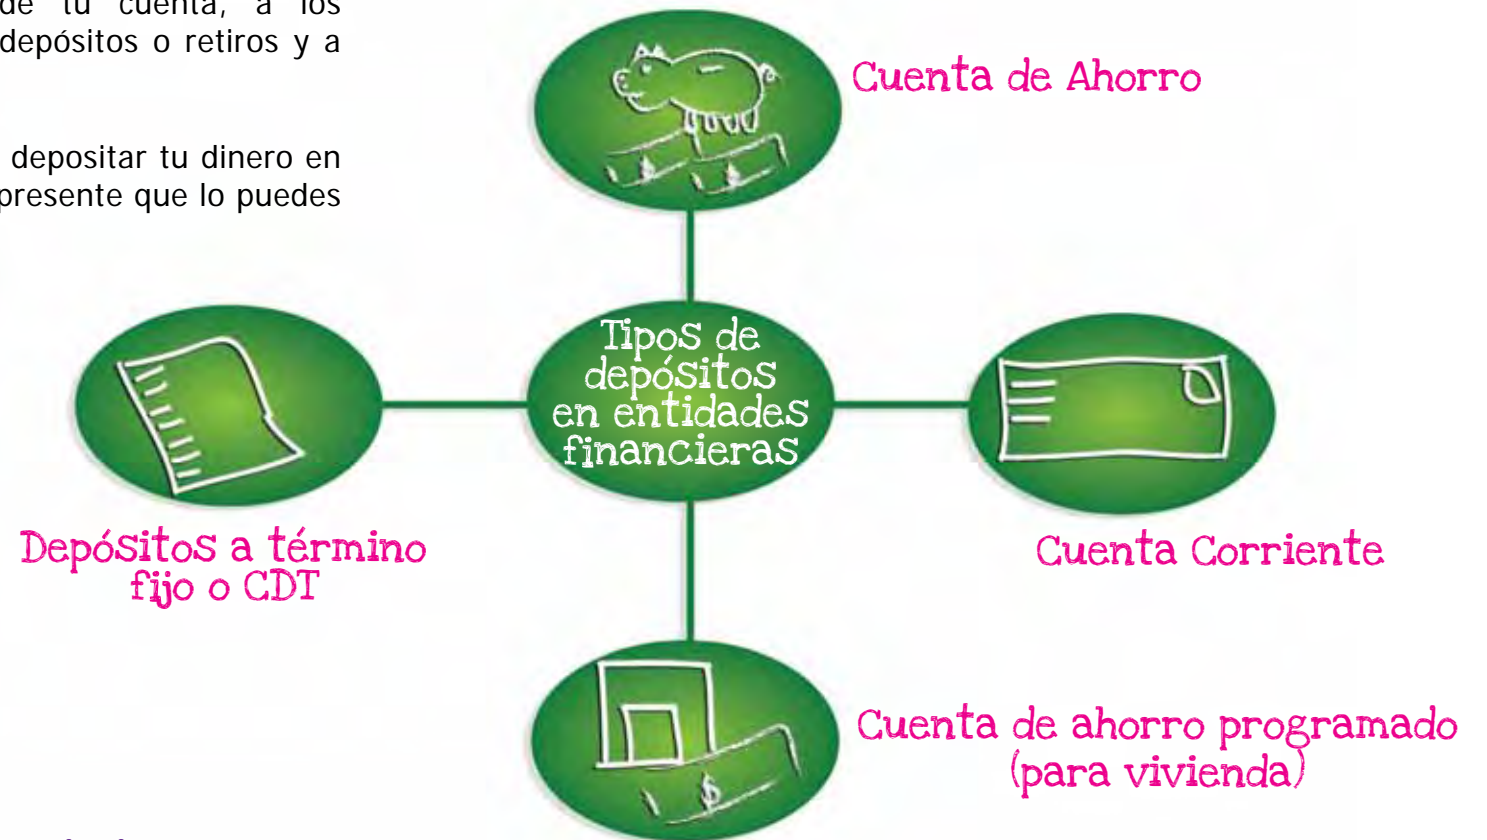 de tu cuenta, a los
depósitos o retiros y a
depositar tu dinero en
presente que lo puedes
Cuenta de Ahorro
Tipos de
depósitos
en entidades
financieras
Depósitos a término
fijo o CDT
Cuenta Corriente
Cuenta de ahorro programado
(para vivienda)
$